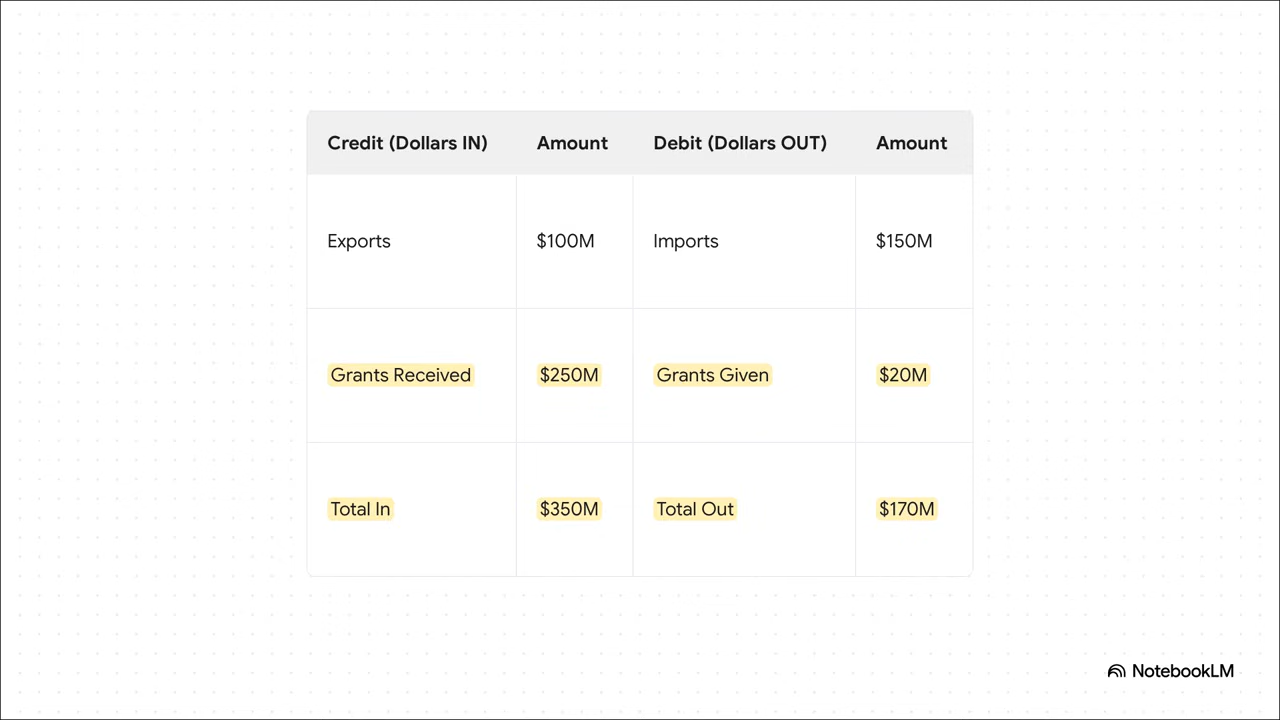 Credit (Dollars IN) Amount Debit (Dollars OUT) Amount
Exports $100M Imports $150M
Grants Received $250M Grants Given $20M
Total In $350M Total Out $170M
NotebookLM